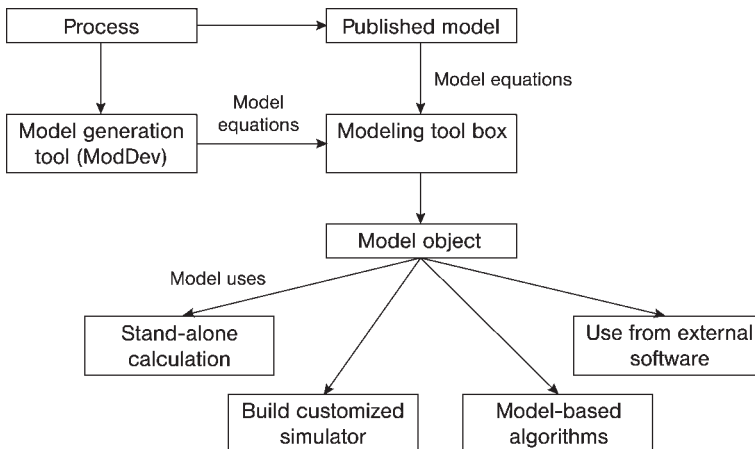 Process
Published model
Model equations
Model
equations
Model generation
tool (ModDev)
Modeling tool box
Model object
Model uses
Stand-alone
calculation
Use from external
software
Build customized
simulator
Model-based
algorithms